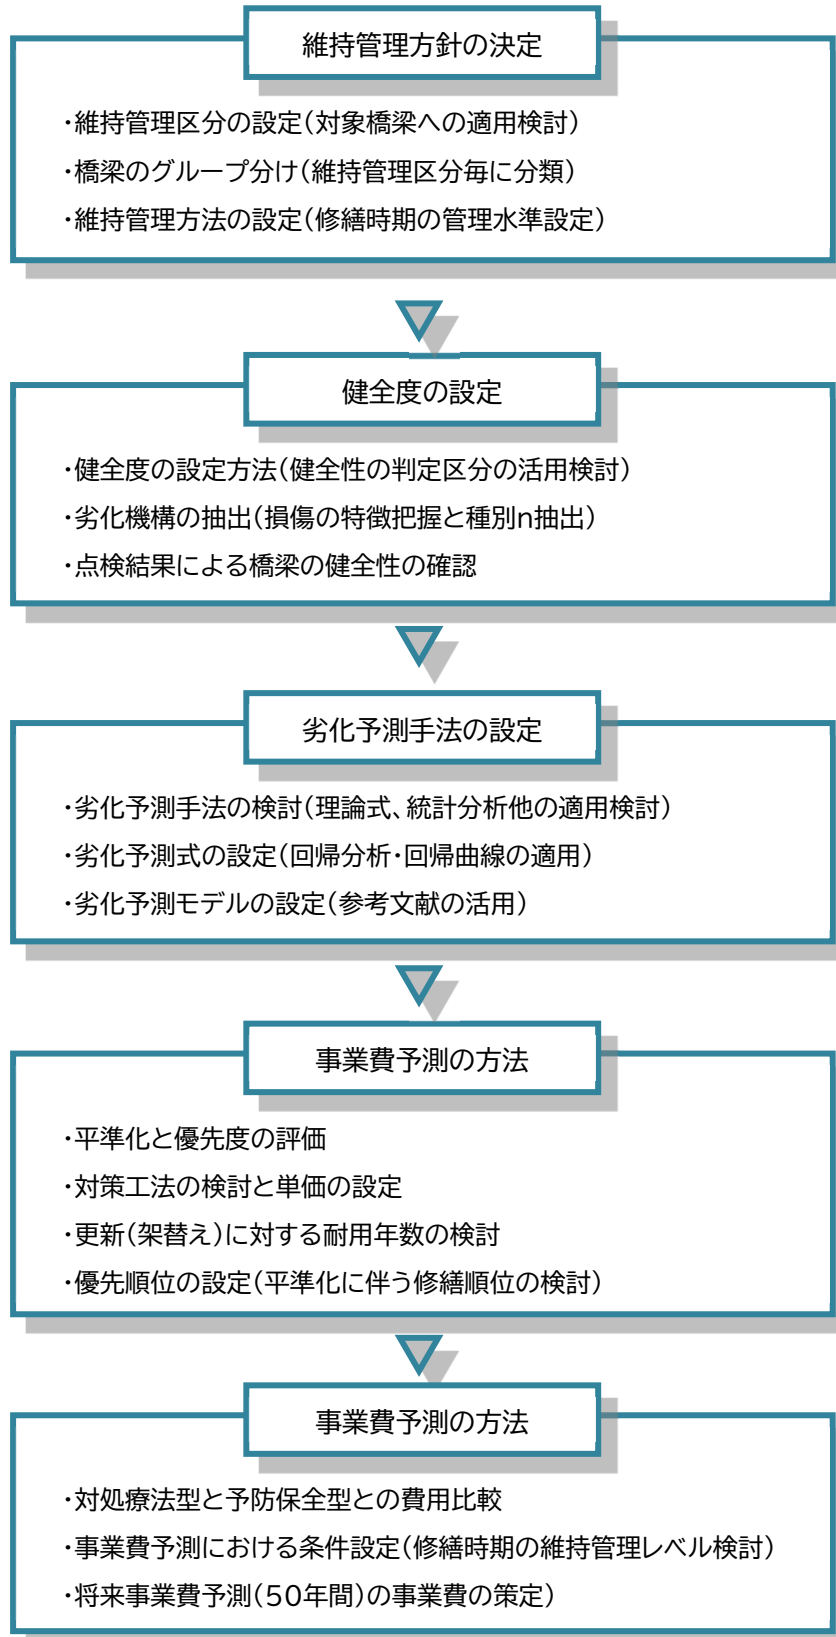 維持管理方針の決定
・維持管理区分の設定(対象橋梁への適用検討)
・橋梁のグループ分け(維持管理区分毎に分類)
・維持管理方法の設定(修繕時期の管理水準設定)
健全度の設定
・健全度の設定方法(健全性の判定区分の活用検討)
・劣化機構の抽出(損傷の特徴把握と種別n抽出)
・点検結果による橋梁の健全性の確認
劣化予測手法の設定
・劣化予測手法の検討(理論式、統計分析他の適用検討)
・劣化予測式の設定(回帰分析・回帰曲線の適用)
・劣化予測モデルの設定(参考文献の活用)
事業費予測の方法
・平準化と優先度の評価
・対策工法の検討と単価の設定
・更新(架替え)に対する耐用年数の検討
・優先順位の設定(平準化に伴う修繕順位の検討)
事業費予測の方法
・対処療法型と予防保全型との費用比較
・事業費予測における条件設定(修繕時期の維持管理レベル検討)
・将来事業費予測(50年間)の事業費の策定)